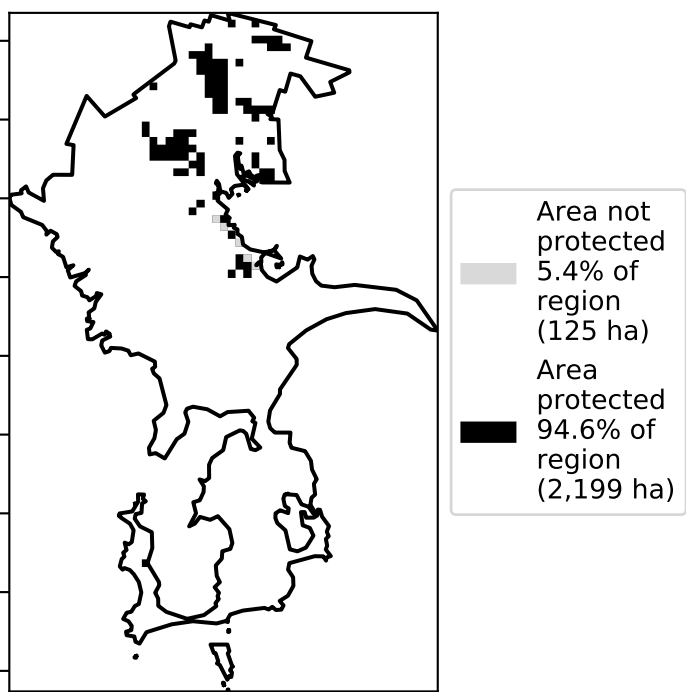 Area not
protected
5.4% of
region
(125 ha)
Area
protected
94.6% of
region
(2,199 ha)